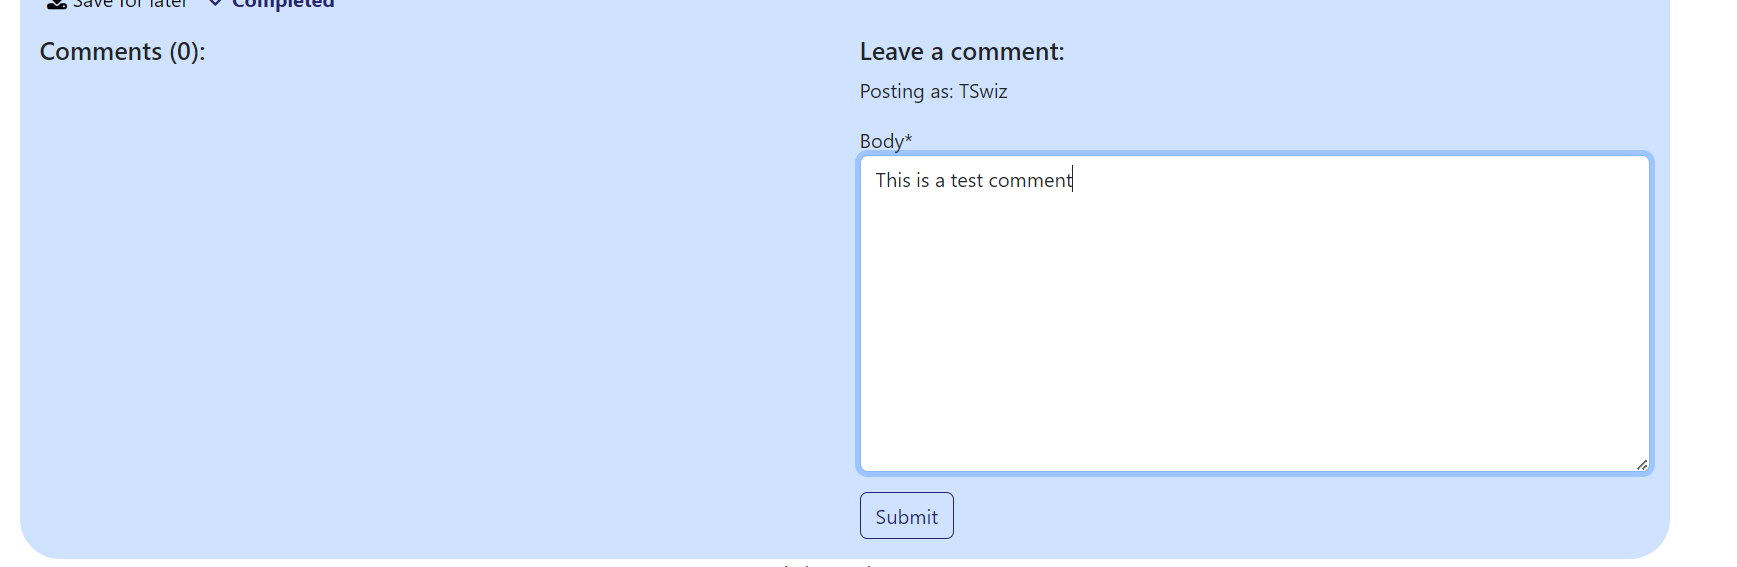 Save for later Completed
Comments (0):
Leave a comment:
Posting as: TSwiz
Body*
This is a test comment
Submit